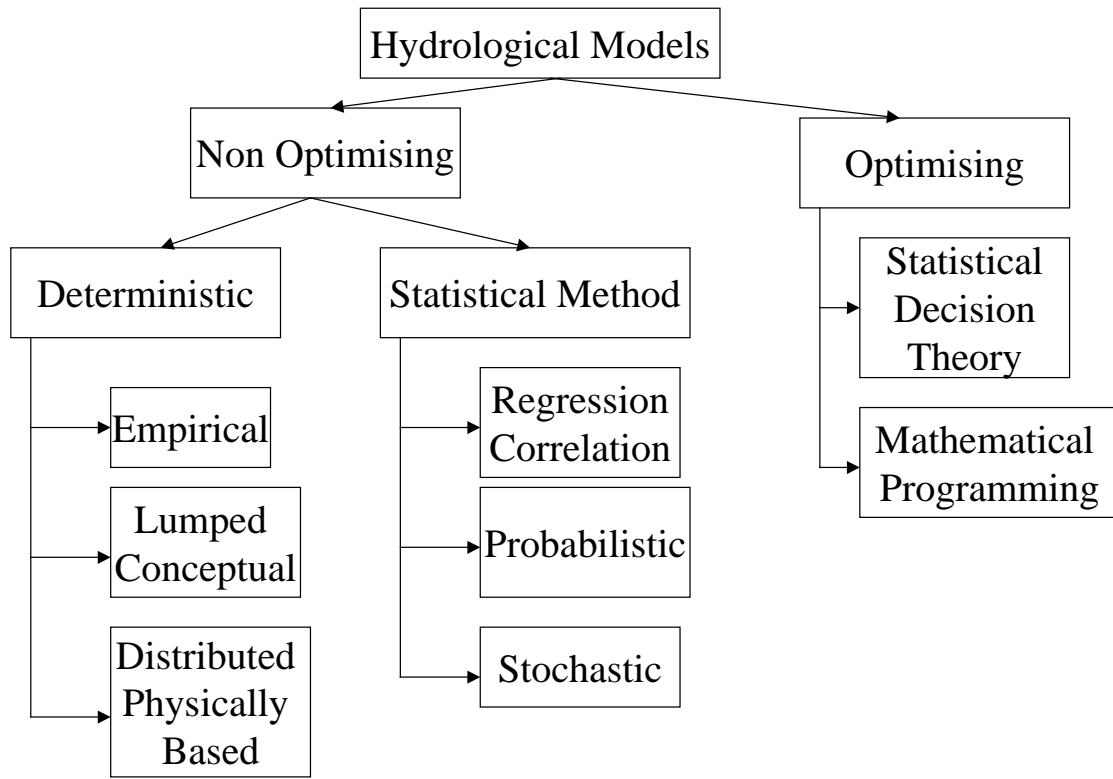 Hydrological Models
Non Optimising
Optimising
Deterministic
Statistical Method
Statistical
Decision
Theory
Empirical
Regression
Correlation
Mathematical
Programming
Lumped
Conceptual
Probabilistic
Distributed
Physically
Based
Stochastic